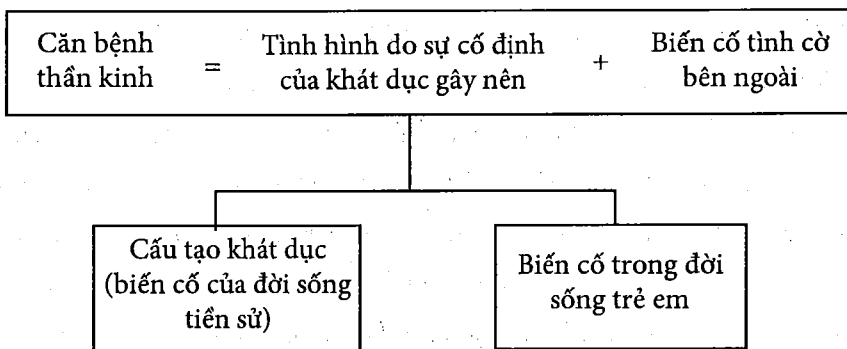 Căn bệnh
thần kinh
=
Tình hình do sự cố định
của khát dục gây nên
+
Biến cố tình cờ
bên ngoài
Cấu tạo khát dục
(biến cố của đời sống
tiền sử)
Biến cố trong đời
sống trẻ em